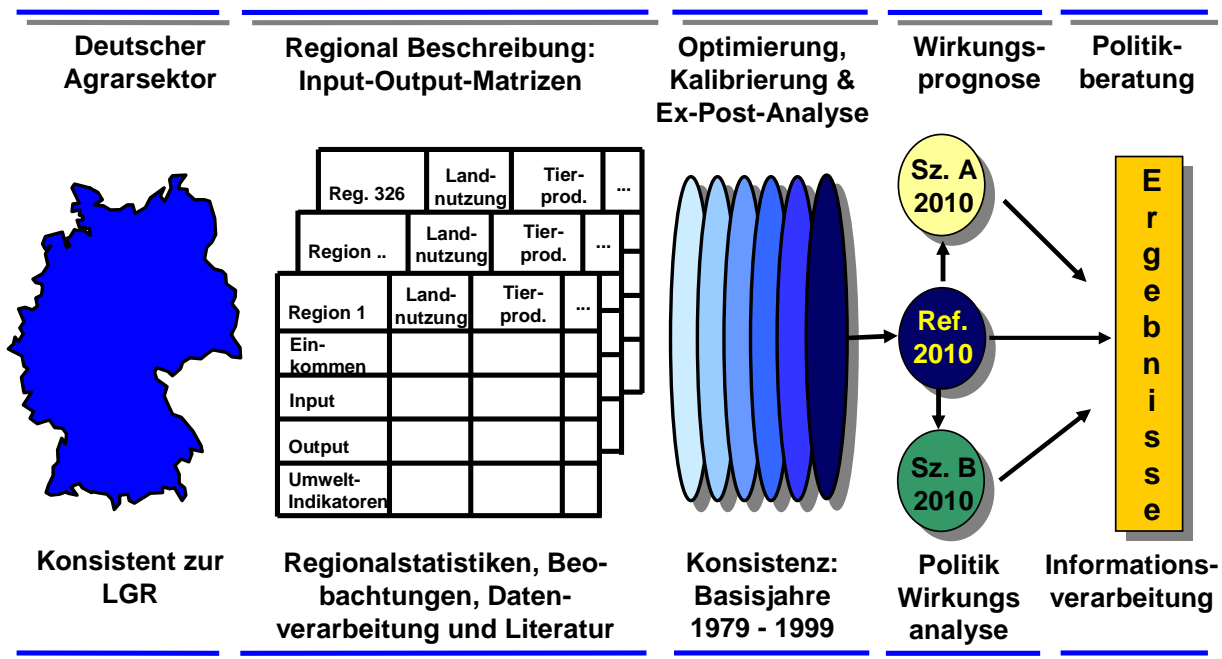 Deutscher
Agrarsektor
Regional Beschreibung:
Input-Output-Matrizen
Optimierung,
Kalibrierung &
Ex-Post-Analyse
Wirkungs-
prognose
Politik-
beratung
Reg. 326
Land-
nutzung
Tier-
prod.
...
Region ..
Land-
nutzung
Tier-
prod.
...
Region 1
Land-
nutzung
Tier-
prod.
...
Ein-
kommen
Input
Output
Umwelt-
Indikatoren
Sz. A
2010
Ref.
2010
Sz. B
2010
E
r
g
e
b
n
i
s
s
e
Konsistent zur
LGR
Regionalstatistiken, Beo-
bachtungen, Daten-
verarbeitung und Literatur
Konsistenz:
Basisjahre
1979 - 1999
Politik
Wirkungs
analyse
Informations-
verarbeitung